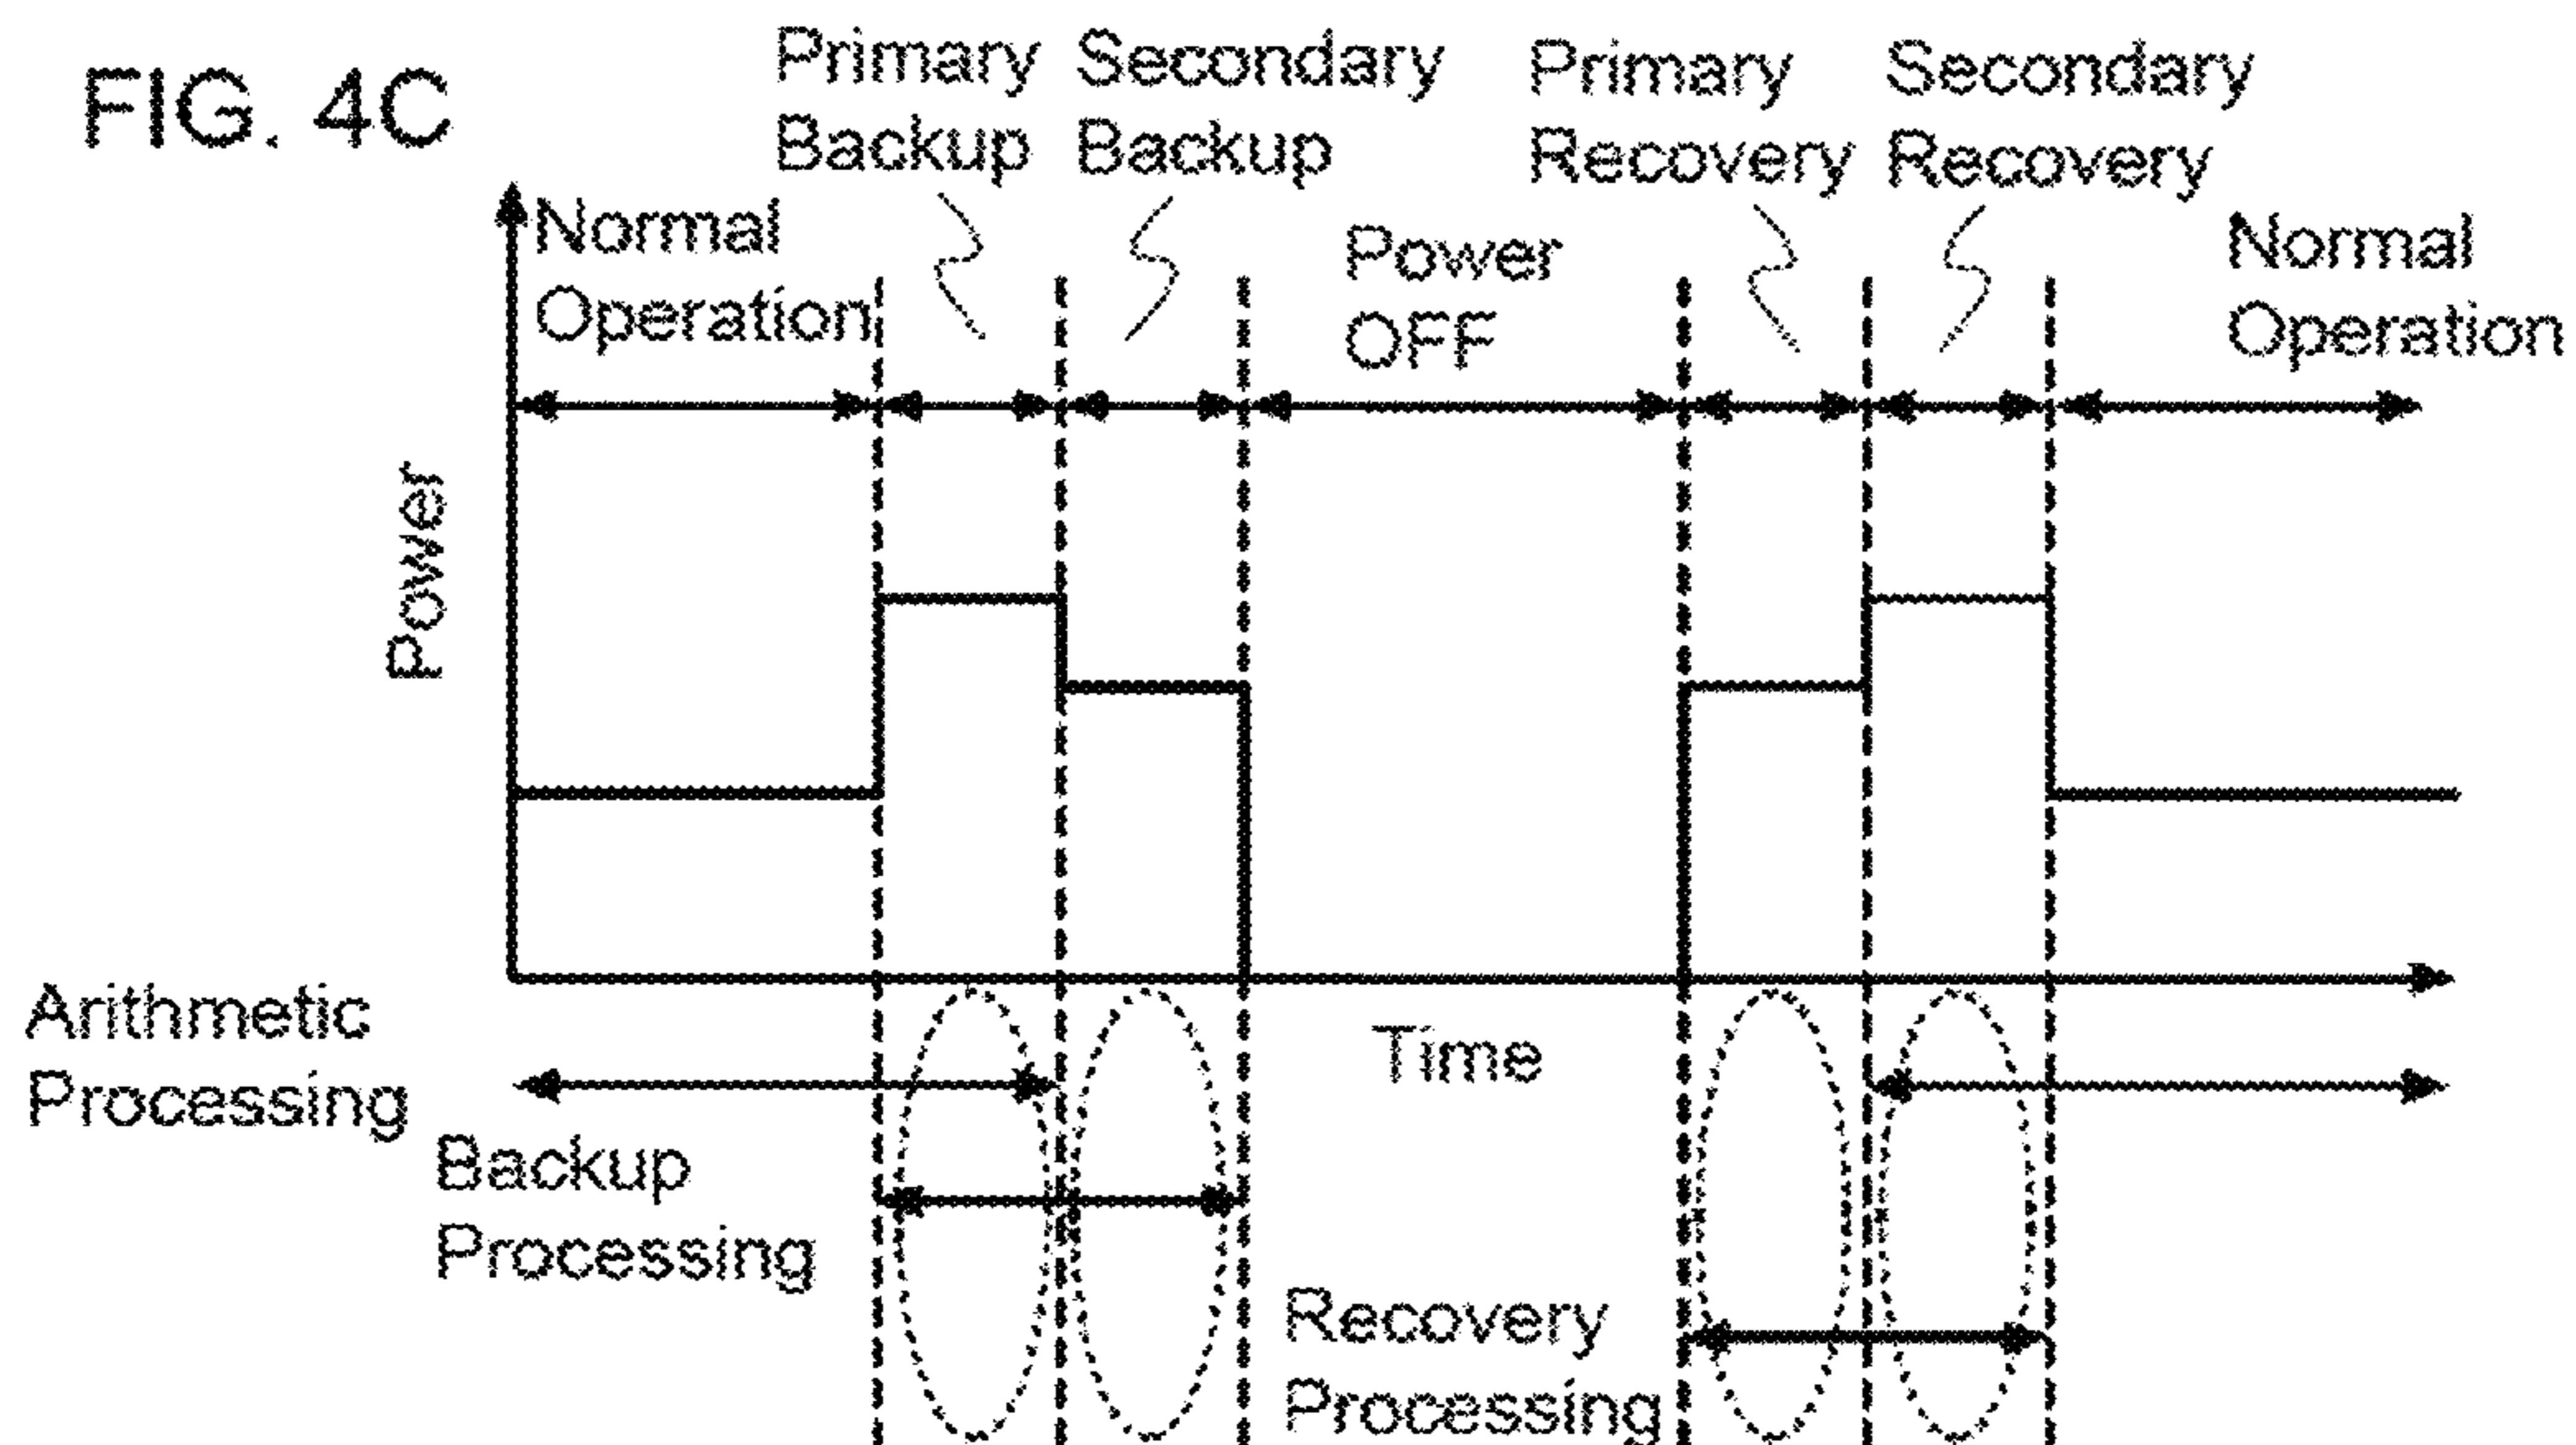 FIG. 4C
Primary
Backup
Secondary
Backup
Primary
Recovery
Secondary
Recovery
Normal
Operation
Power
OFF
Normal
Operation
Power
Time
Arithmetic
Processing
Backup
Processing
Recovery
Processing